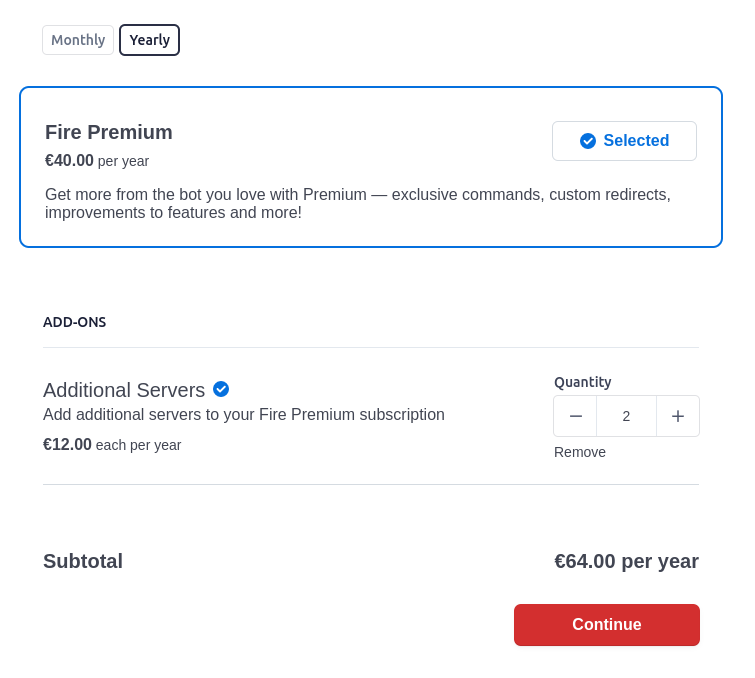 Monthly Yearly
Fire Premium
Selected
€40.00 per year
Get more from the bot you love with Premium — exclusive commands, custom redirects,
improvements to features and more!
ADD-ONS
Additional Servers
Add additional servers to your Fire Premium subscription
€12.00 each per year
Quantity
− 2 +
Remove
Subtotal
€64.00 per year
Continue